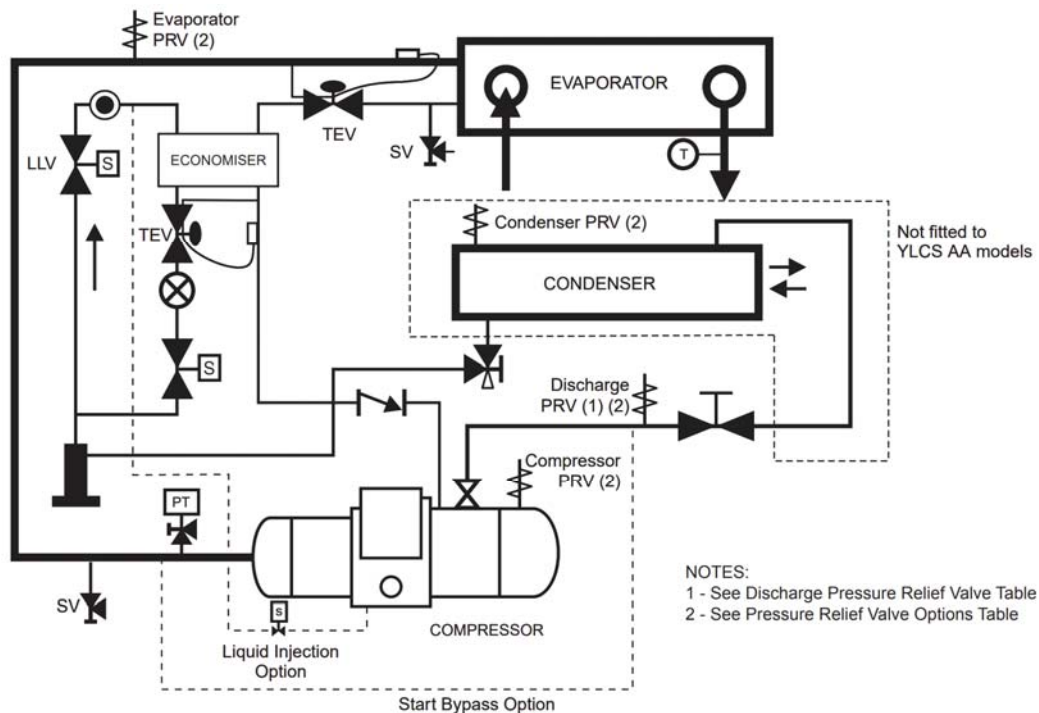 Evaporator
PRV (2)
EVAPORATOR
TEV
LLV
S
ECONOMISER
SV
T
TEV
Condenser PRV (2)
Not fitted to
YLCS AA models
CONDENSER
S
Discharge
PRV (1) (2)
Compressor
PRV (2)
PT
SV
S
COMPRESSOR
Liquid Injection
Option
Start Bypass Option
NOTES:
1 - See Discharge Pressure Relief Valve Table
2 - See Pressure Relief Valve Options Table